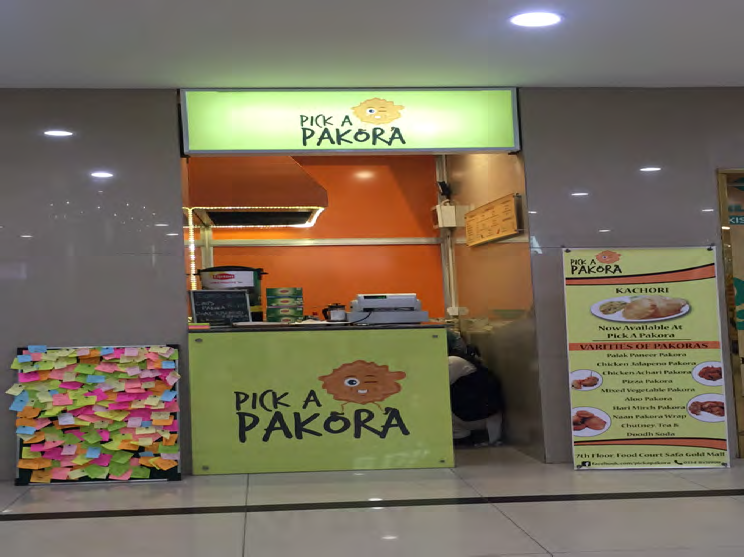 PICK A
PAKORA
PICK A
PAKORA
Lipton
PICK A
PAKORA
KACHORI
Now Available At
Pick A Pakora
VARITIES OF PAKORAS
Palak Paneer Pakora
Chicken Jalapeno Pakora
Chicken Achari Pakora
Pizza Pakora
Mixed Vegetable Pakora
Aloo Pakora
Hari Mirch Pakora
Naan Pakora Wrap
Chutney, Tea &
Doodh Soda
7th Floor Food Court Safa Gold Mall